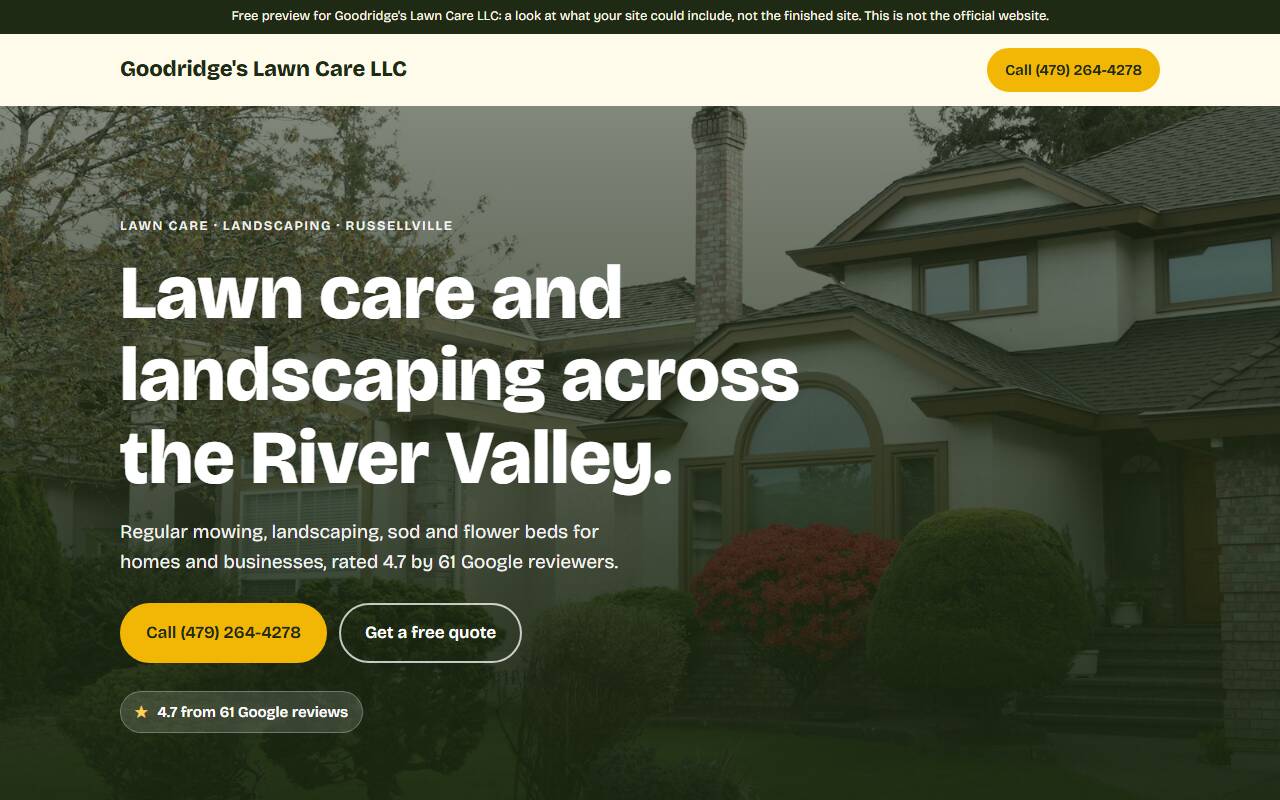 Free preview for Goodridge's Lawn Care LLC: a look at what your site could include, not the finished site. This is not the official website.
Goodridge's Lawn Care LLC
Call (479) 264-4278
LAWN CARE · LANDSCAPING · RUSSELLVILLE
Lawn care and
landscaping across
the River Valley.
Regular mowing, landscaping, sod and flower beds for
homes and businesses, rated 4.7 by 61 Google reviewers.
Call (479) 264-4278
Get a free quote
★ 4.7 from 61 Google reviews